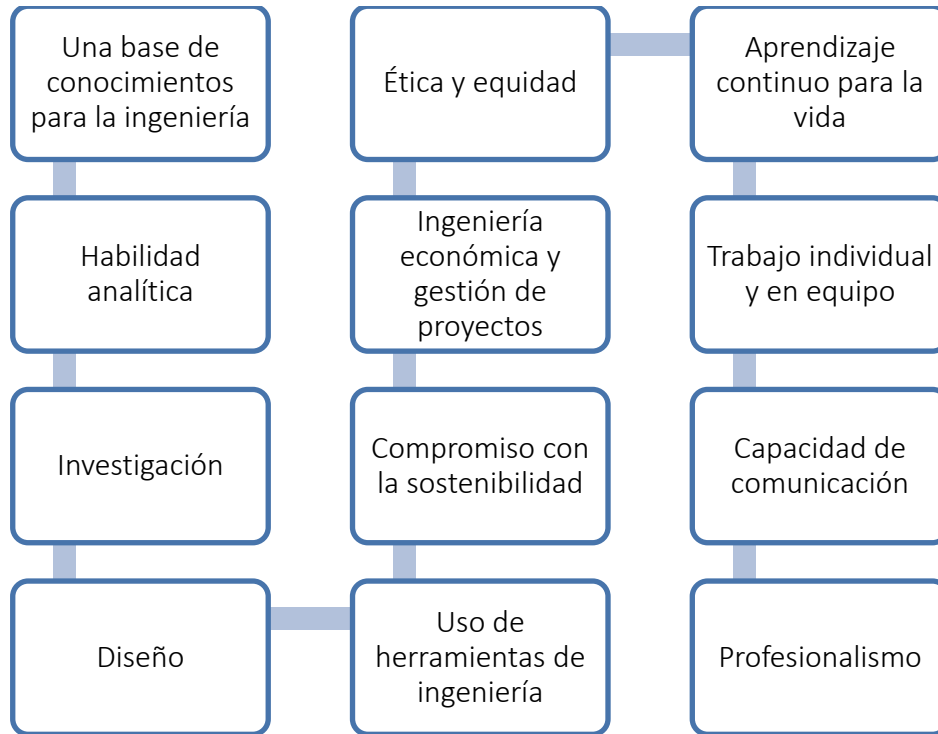 Una base de
conocimientos
para la ingeniería
Habilidad
analítica
Investigación
Diseño
Uso de
herramientas de
ingeniería
Compromiso con
la sostenibilidad
Ingeniería
económica y
gestión de
proyectos
Ética y equidad
Aprendizaje
continuo para la
vida
Trabajo individual
y en equipo
Capacidad de
comunicación
Profesionalismo